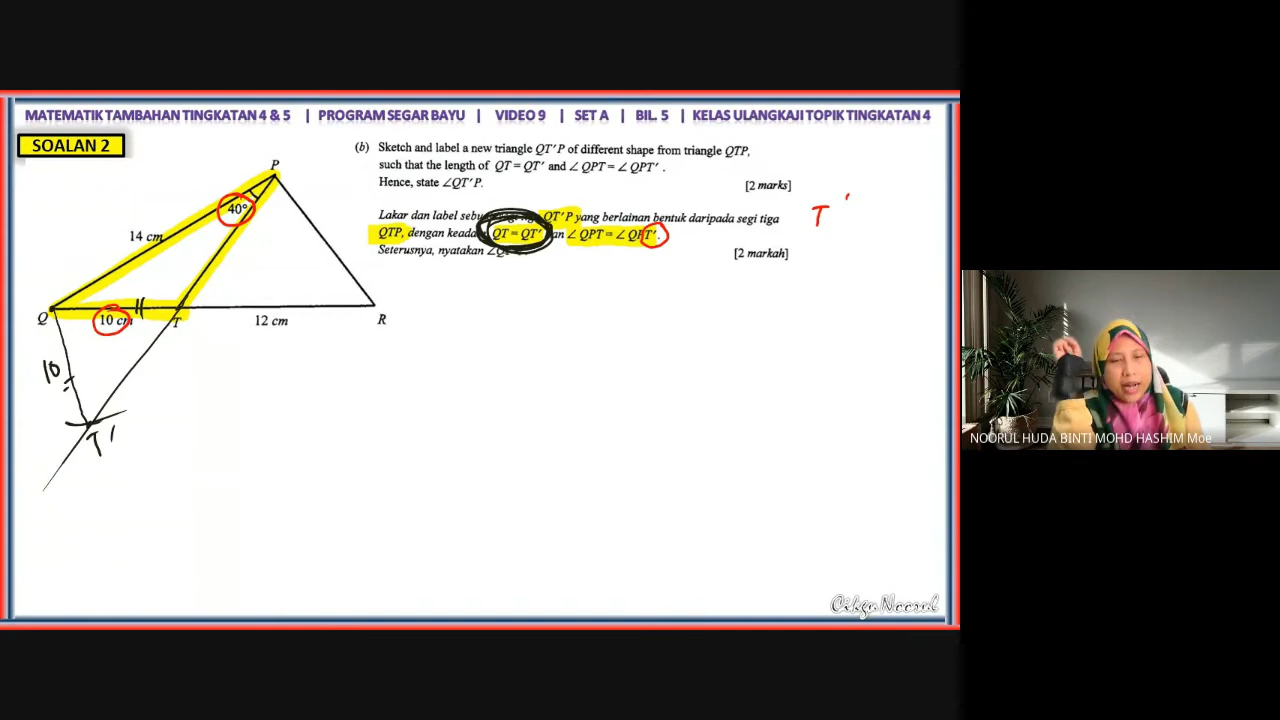 MATEMATIK TAMBAHAN TINGKATAN 4 & 5 | PROGRAM SEGAR BAYU | VIDEO 9 | SET A | BIL. 5 | KELAS ULANGKAJI TOPIK TINGKATAN 4
SOALAN 2
(b) Sketch and label a new triangle QT'P of different shape from triangle QTP,
such that the length of QT = QT' and ∠ QPT = ∠ QPT' .
Hence, state ∠QT'P.
[2 marks]
Lakar dan label QT'P yang berlainan bentuk daripada segi tiga
QTP, dengan QT = QT' ∠ QPT = ∠ QPT'.
Seterusnya, nyatakan
[2 markah]
T'
P
40°
14 cm
Q
10 cm
T
12 cm
R
10
T'
NOORUL HUDA BINTI MOHD HASHIM Moe
Cikgu Noorul